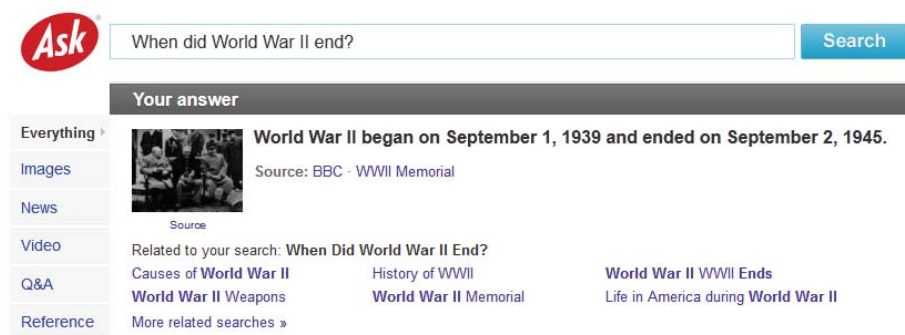 Ask
When did World War II end?
Search
Your answer
Everything
Images
News
Video
Q&A
Reference
World War II began on September 1, 1939 and ended on September 2, 1945.
Source: BBC · WWII Memorial
Source
Related to your search: When Did World War II End?
Causes of World War II History of WWII World War II WWII Ends
World War II Weapons World War II Memorial Life in America during World War II
More related searches »